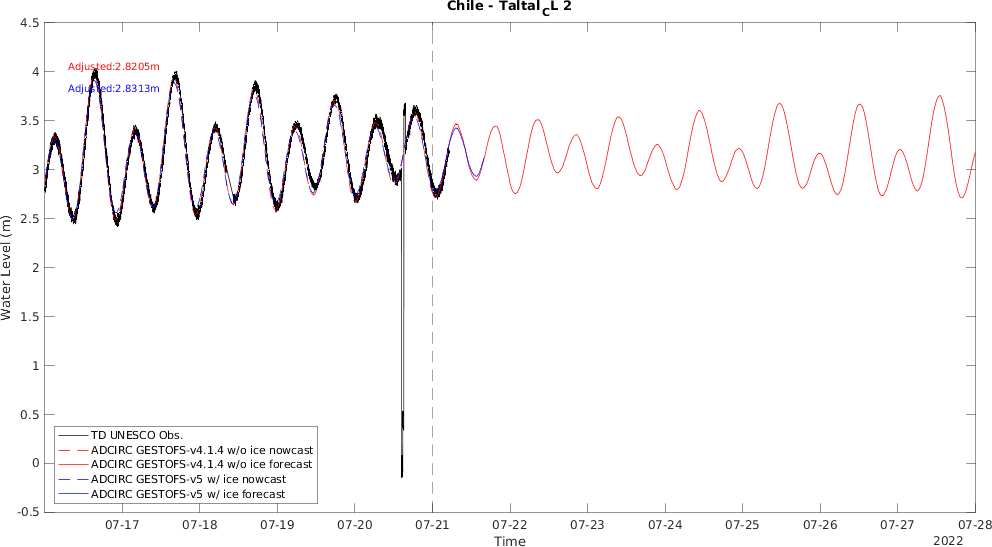 Chile - Taltal_CL 2
Adjusted:2.8205m
Adjusted:2.8313m
4.5
4
3.5
3
2.5
2
1.5
1
0.5
0
-0.5
Water Level (m)
TD UNESCO Obs.
ADCIRC GESTOFS-v4.1.4 w/o ice nowcast
ADCIRC GESTOFS-v4.1.4 w/o ice forecast
ADCIRC GESTOFS-v5 w/ ice nowcast
ADCIRC GESTOFS-v5 w/ ice forecast
07-17 07-18 07-19 07-20 07-21 07-22 07-23 07-24 07-25 07-26 07-27 07-28
Time
2022